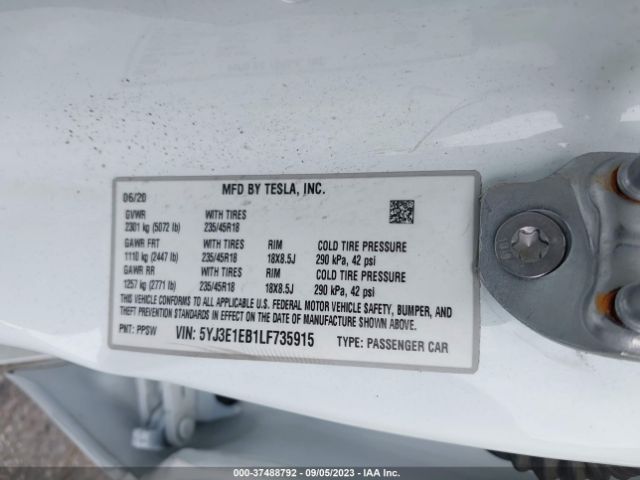 06/20 MFD BY TESLA, INC.
GVWR WITH TIRES
2301 kg (5072 lb) 235/45R18
GAWR FRT WITH TIRES RIM COLD TIRE PRESSURE
1110 kg (2447 lb) 235/45R18 18X8.5J 290 kPa, 42 psi
GAWR RR WITH TIRES RIM COLD TIRE PRESSURE
1257 kg (2771 lb) 235/45R18 18X8.5J 290 kPa, 42 psi
THIS VEHICLE CONFORMS TO ALL APPLICABLE U.S. FEDERAL MOTOR VEHICLE SAFETY, BUMPER, AND
THEFT PREVENTION STANDARDS IN EFFECT ON THE DATE OF MANUFACTURE SHOWN ABOVE.
PNT: PPSW VIN: 5YJ3E1EB1LF735915 TYPE: PASSENGER CAR
000-37488792 - 09/05/2023 - IAA Inc.